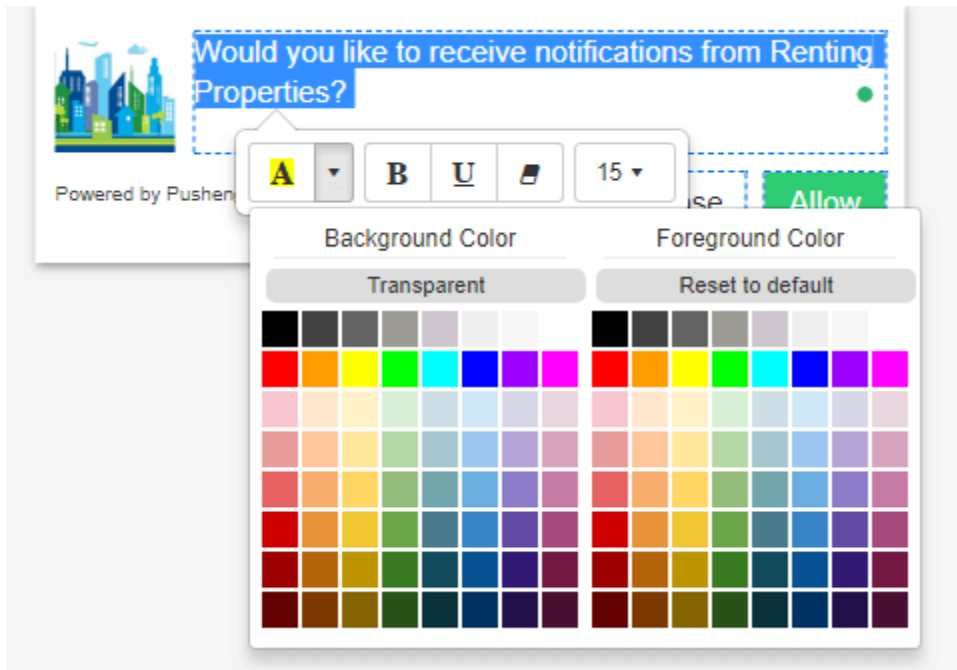 Would you like to receive notifications from Renting
Properties?
A B U 15
Powered by
Allow
Background Color Foreground Color
Transparent Reset to default